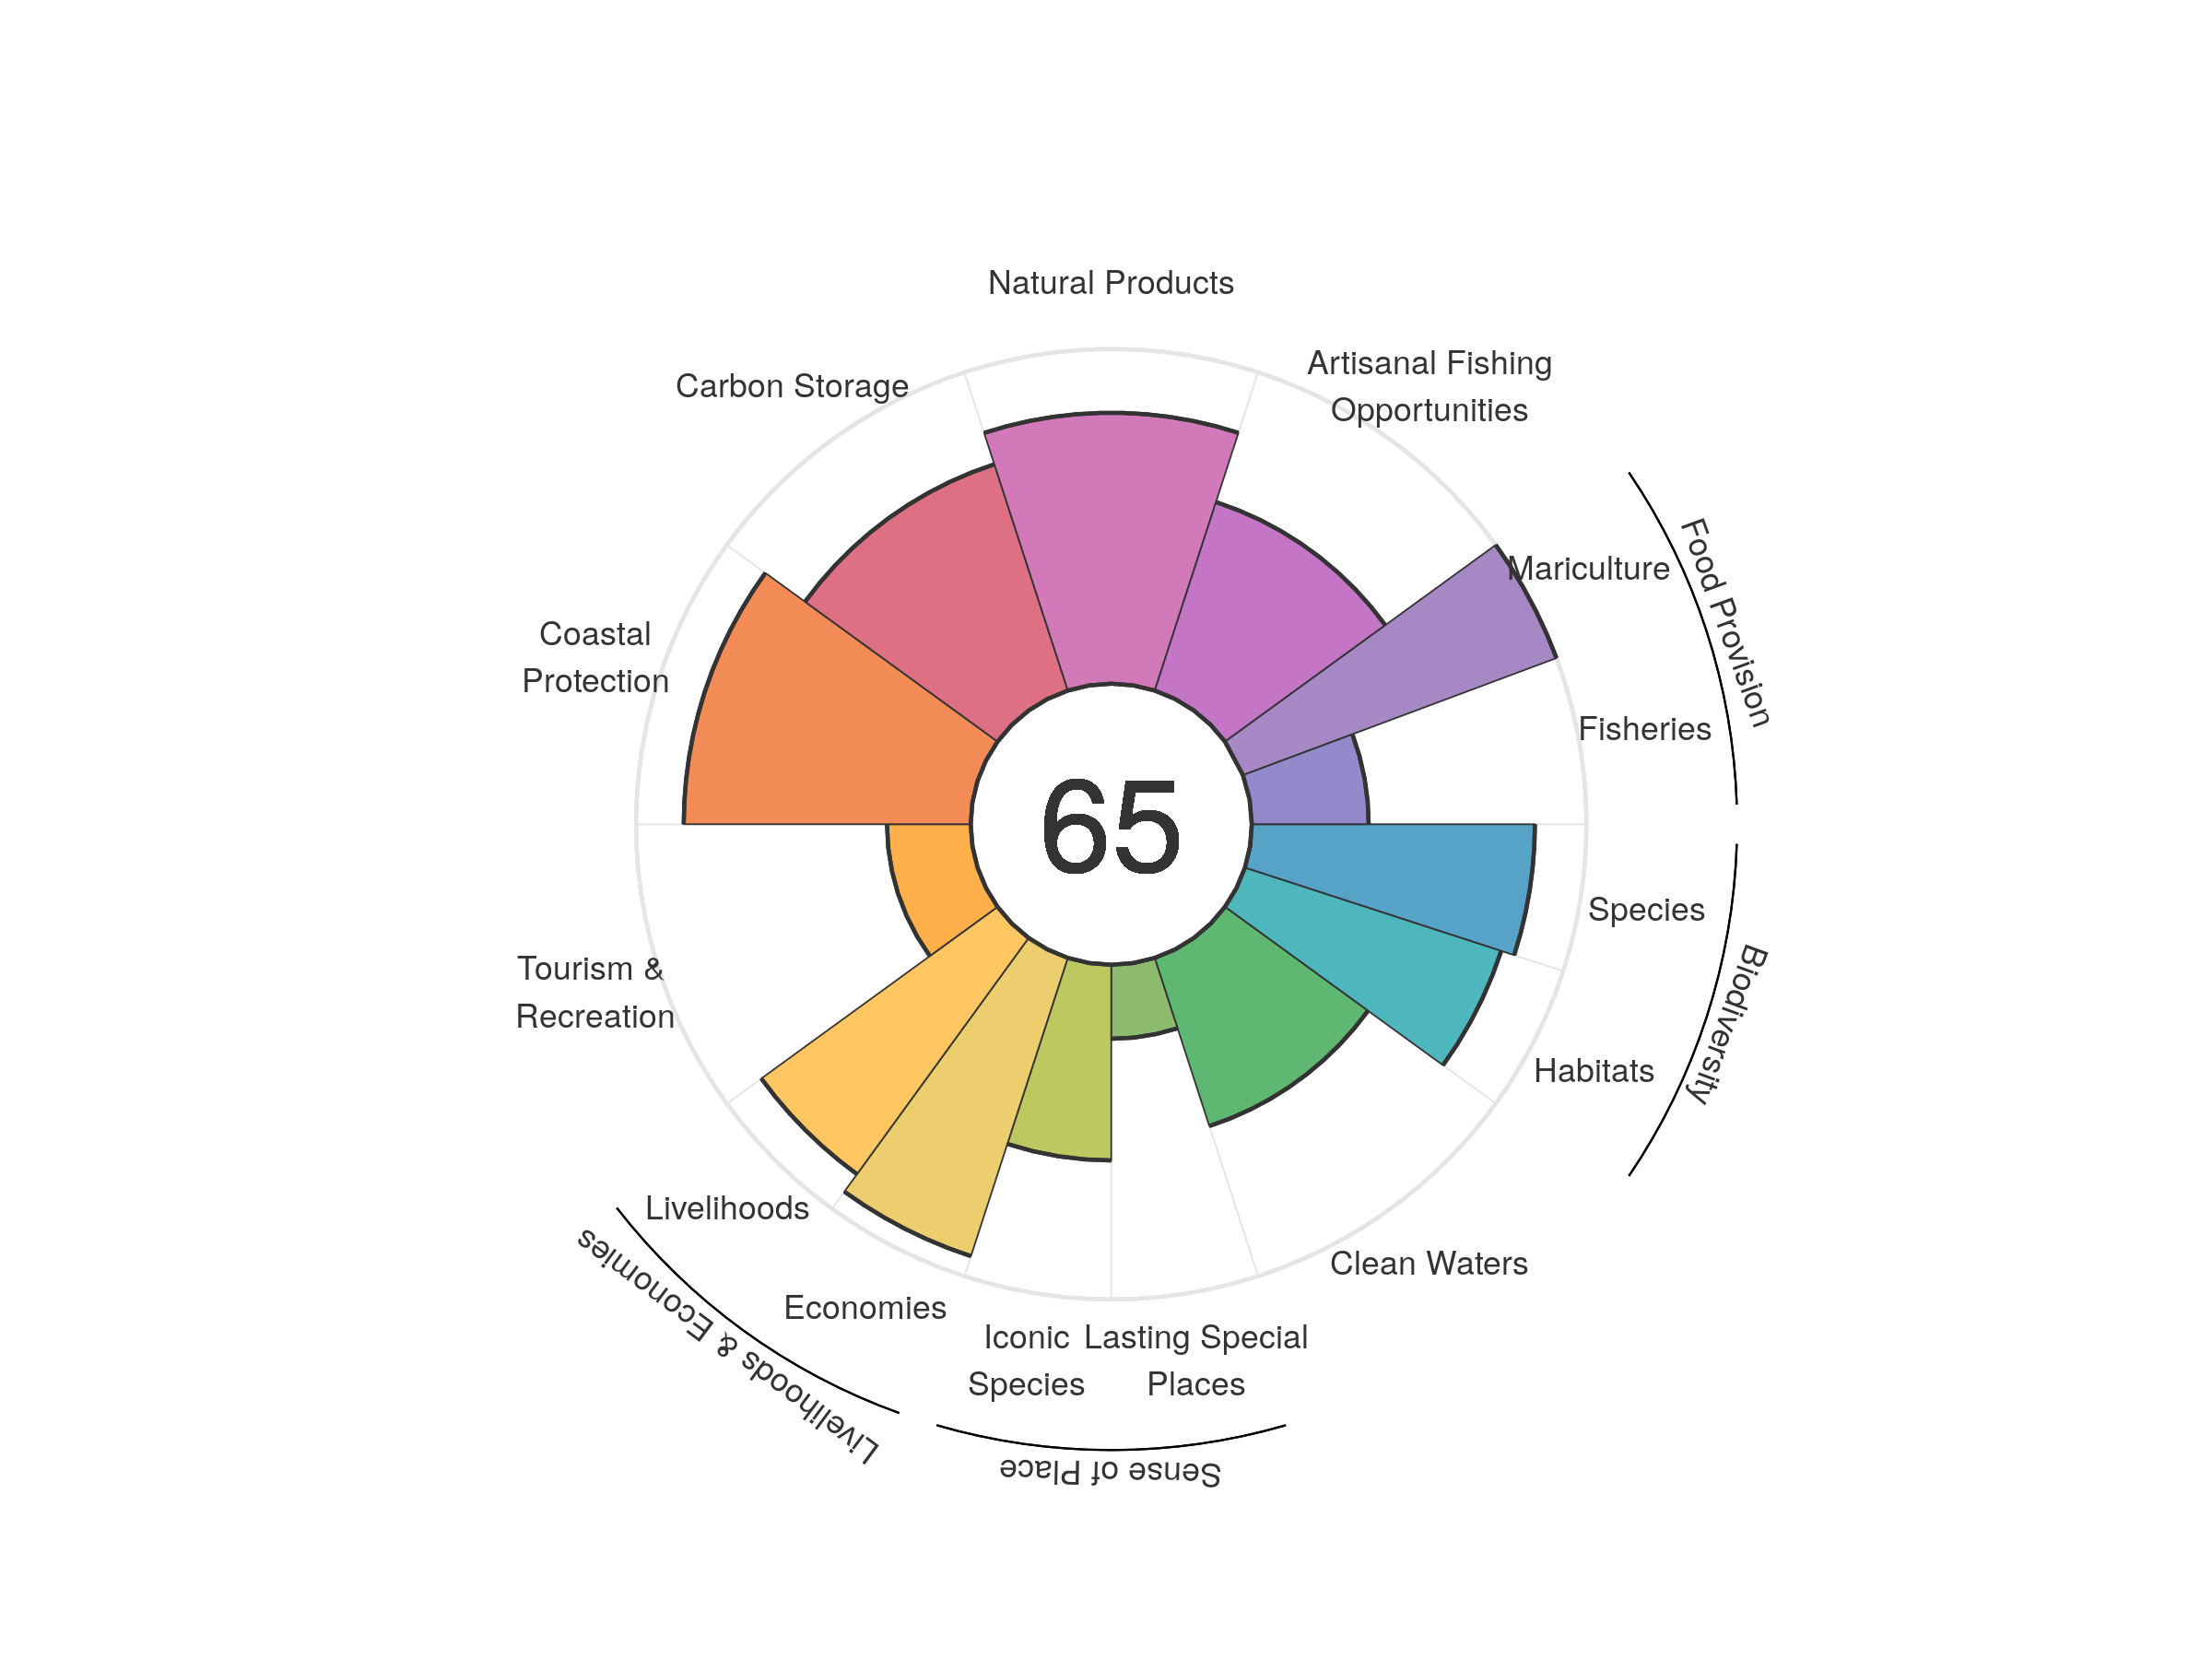 Natural Products
Artisanal Fishing
Opportunities
Carbon Storage
Mariculture
Food Provision
Coastal
Protection
Fisheries
65
Species
Biodiversity
Tourism &
Recreation
Habitats
Livelihoods
Clean Waters
Economies
Livelihoods & Economies
Iconic
Species
Lasting Special
Places
Sense of Place